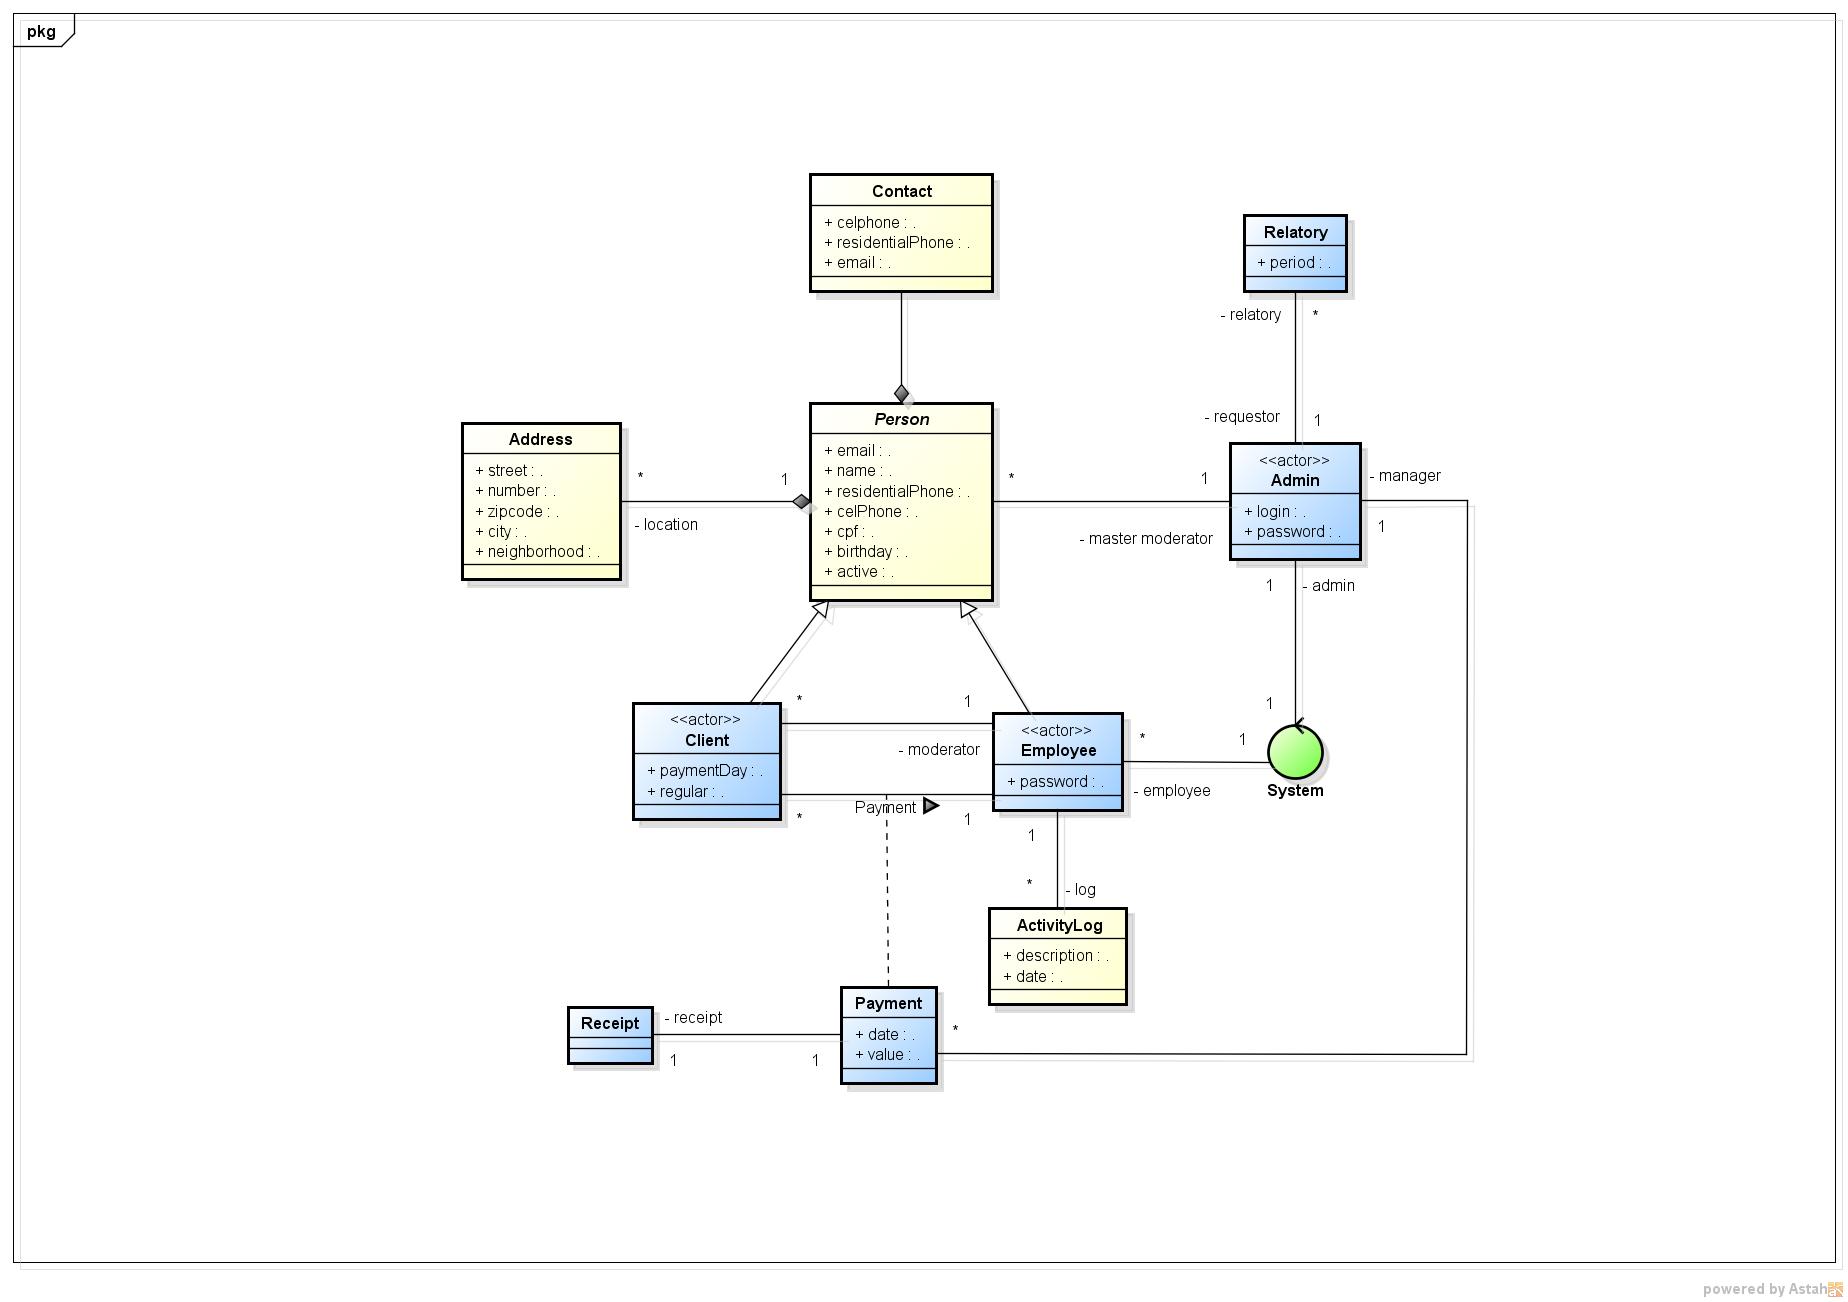 pkg
Contact
+ celphone : .
+ residentialPhone : .
+ email : .
Relatory
+ period : .
- relatory
*
- requestor
1
Address
+ street : .
+ number : .
+ zipcode : .
+ city : .
+ neighborhood : .
*
1
- location
Person
+ email : .
+ name : .
+ residentialPhone : .
+ celPhone : .
+ cpf : .
+ birthday : .
+ active : .
*
1
- master moderator
<<actor>>
Admin
+ login : .
+ password : .
- manager
1
1
- admin
1
<<actor>>
Client
+ paymentDay : .
+ regular : .
*
1
- moderator
Payment
*
1
<<actor>>
Employee
+ password : .
*
1
- employee
System
1
*
- log
ActivityLog
+ description : .
+ date : .
Receipt
- receipt
1
1
Payment
+ date : .
+ value : .
*
powered by Astah